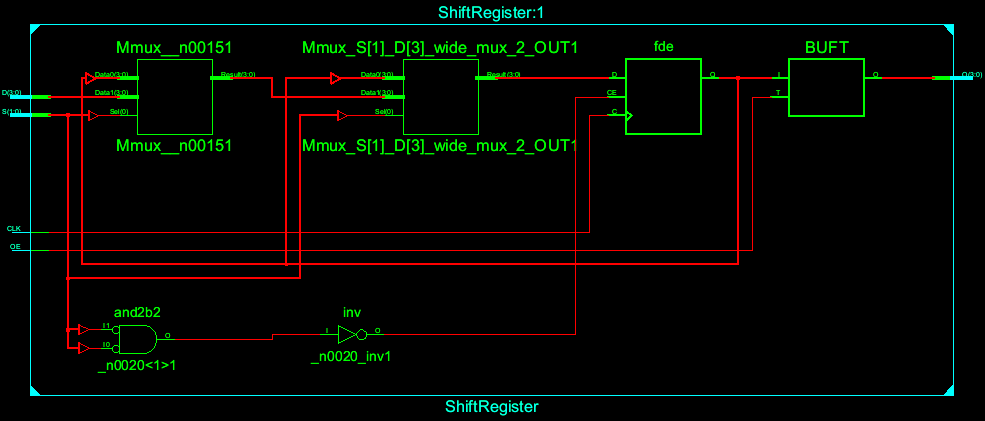 ShiftRegister:1
Mmux__n00151
Mmux_S[1]_D[3]_wide_mux_2_OUT1
fde
BUFT
Data0(3:0)
Result(3:0)
Data0(3:0)
Result(3:0)
D
Q
I
O
O(3:0)
D(3:0)
Data1(3:0)
Data1(3:0)
CE
T
S(1:0)
Sel(0)
Sel(0)
C
Mmux__n00151
Mmux_S[1]_D[3]_wide_mux_2_OUT1
CLK
OE
and2b2
inv
I1
I0
O
I
O
_n0020<1>1
_n0020_inv1
ShiftRegister